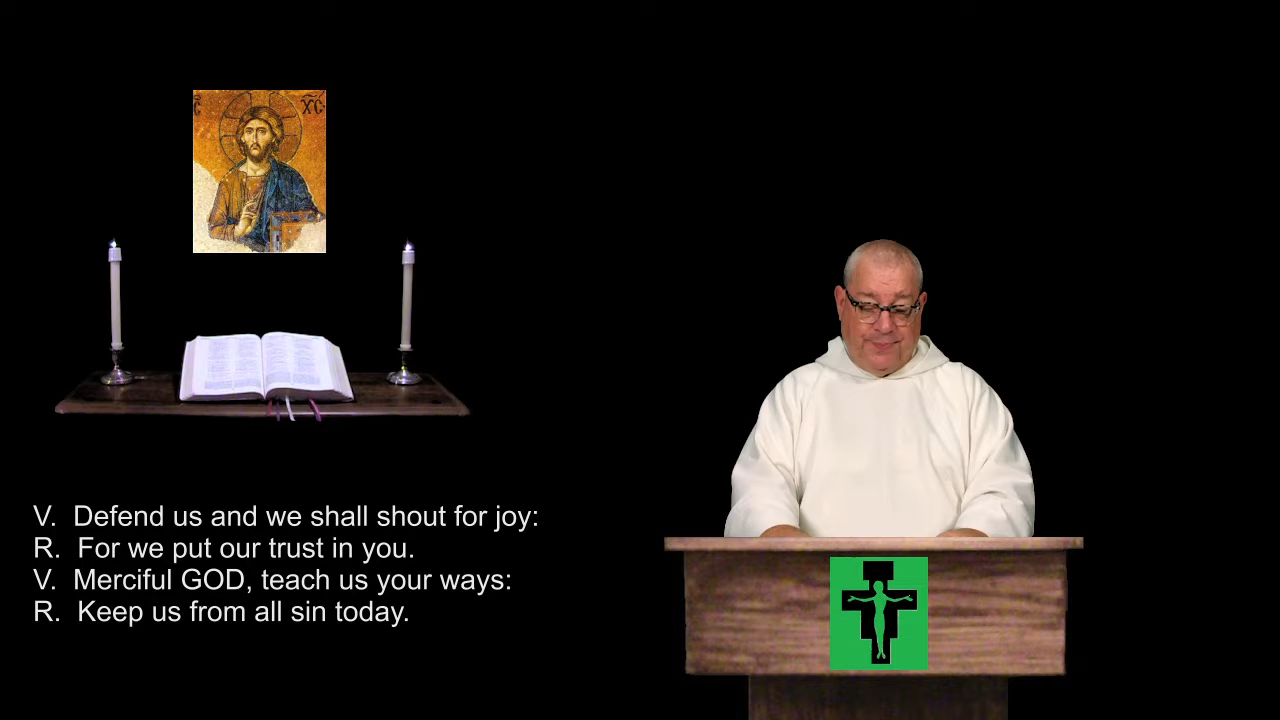 XC
V. Defend us and we shall shout for joy:
R. For we put our trust in you.
V. Merciful GOD, teach us your ways:
R. Keep us from all sin today.